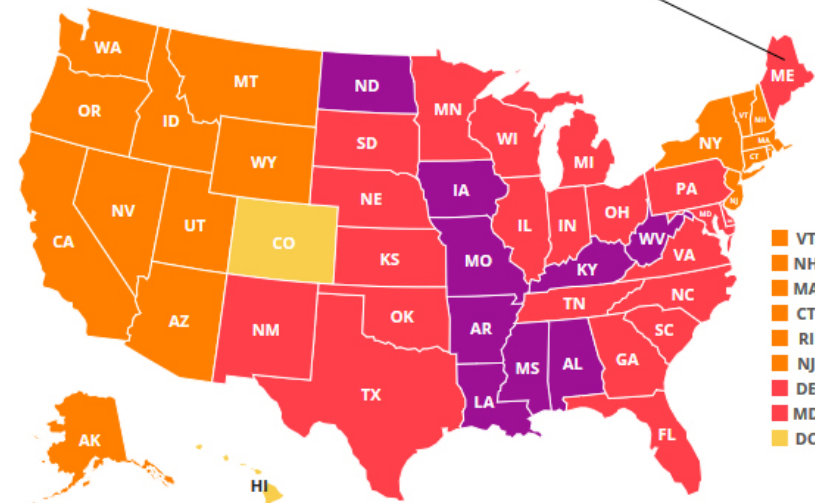 WA
MT
ND
MN
ME
OR
ID
WI
VT
NH
SD
MI
NY
MA
WY
CT
IA
NE
PA
NV
UT
CO
IL
IN
OH
NJ
MD
CA
KS
MO
WV
VA
KY
NC
TN
AZ
NM
OK
AR
SC
MS
AL
GA
TX
LA
FL
AK
HI
VT
NH
MA
CT
RI
NJ
DE
MD
DC